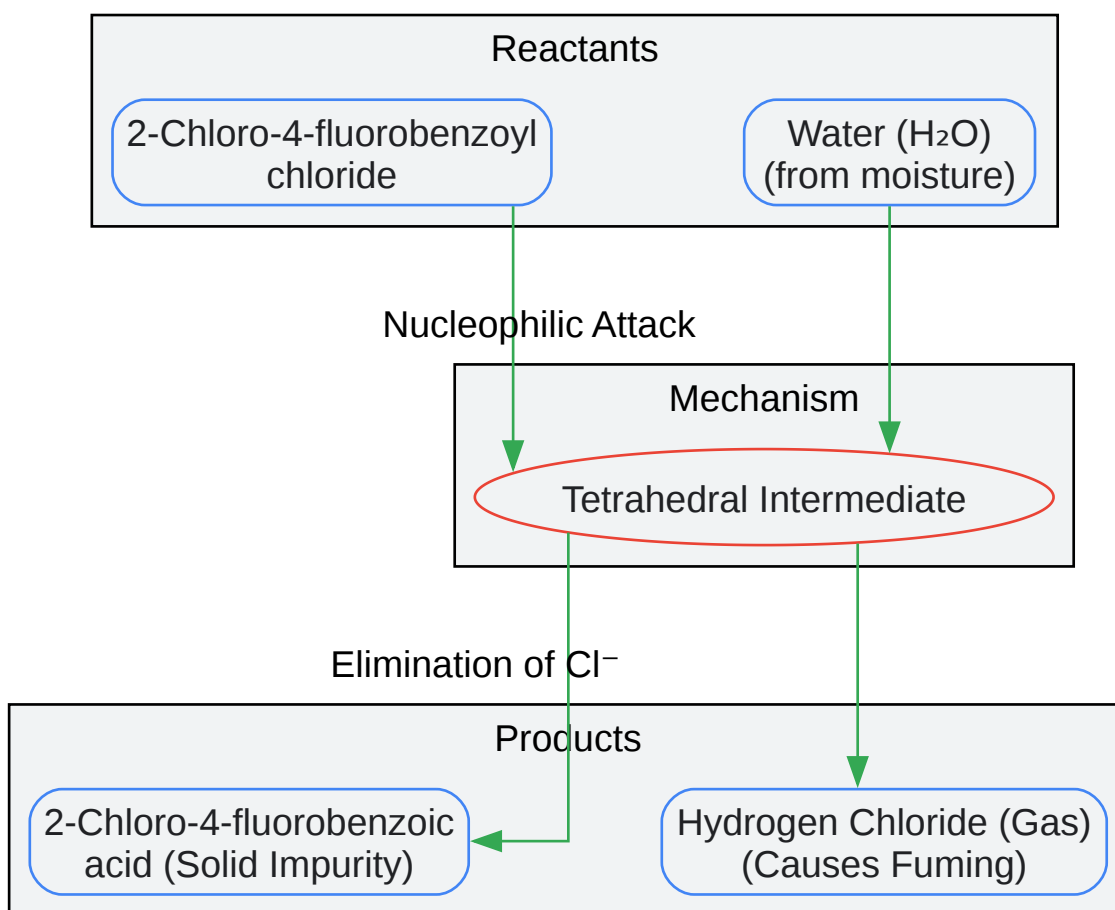 Reactants
2-Chloro-4-fluorobenzoyl
chloride
Water (H₂O)
(from moisture)
Nucleophilic Attack
Mechanism
Tetrahedral Intermediate
Elimination of Cl⁻
Products
2-Chloro-4-fluorobenzoic
acid (Solid Impurity)
Hydrogen Chloride (Gas)
(Causes Fuming)